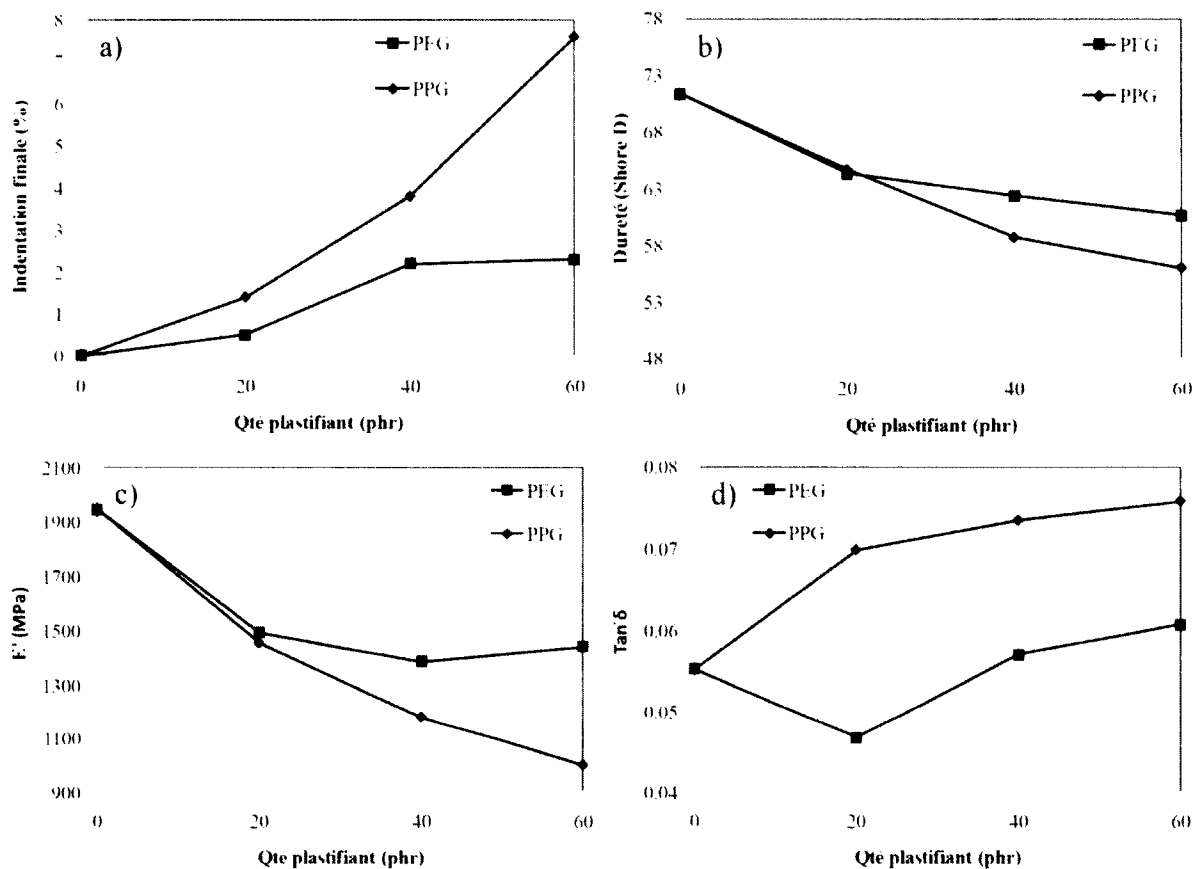 a)
PEG
PPG
Indentation finale (%)
8
6
5
4
3
2
1
0
0 20 40 60
Qté plastifiant (phr)
b)
PEG
PPG
Dureté (Shore D)
78
73
68
63
58
53
48
0 20 40 60
Qté plastifiant (phr)
c)
PEG
PPG
E' (MPa)
2100
1900
1700
1500
1300
1100
900
0 20 40 60
Qté plastifiant (phr)
d)
PEG
PPG
Tan δ
0.08
0.07
0.06
0.05
0.04
0 20 40 60
Qté plastifiant (phr)